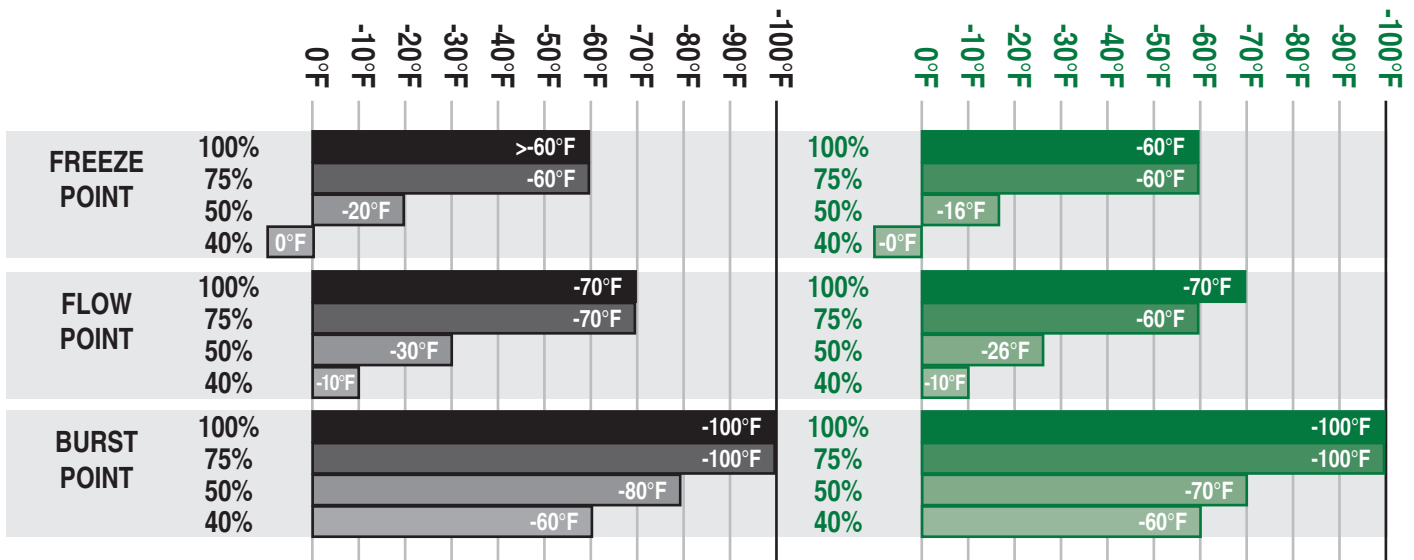 0°F -10°F -20°F -30°F -40°F -50°F -60°F -70°F -80°F -90°F -100°F 0°F -10°F -20°F -30°F -40°F -50°F -60°F -70°F -80°F -90°F -100°F
FREEZE
POINT
100% >-60°F 100% -60°F
75% -60°F 75% -60°F
50% -20°F 50% -16°F
40% 0°F 40% -0°F
FLOW
POINT
100% -70°F 100% -70°F
75% -70°F 75% -60°F
50% -30°F 50% -26°F
40% -10°F 40% -10°F
BURST
POINT
100% -100°F 100% -100°F
75% -100°F 75% -100°F
50% -80°F 50% -70°F
40% -60°F 40% -60°F